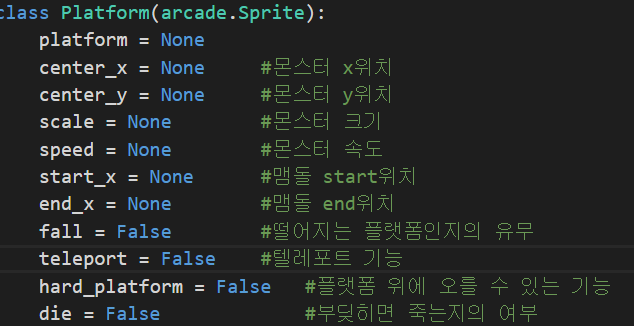 class Platform(arcade.Sprite):
platform = None
center_x = None #몬스터 x위치
center_y = None #몬스터 y위치
scale = None #몬스터 크기
speed = None #몬스터 속도
start_x = None #맴돌 start위치
end_x = None #맴돌 end위치
fall = False #떨어지는 플랫폼인지의 유무
teleport = False #텔레포트 기능
hard_platform = False #플랫폼 위에 오를 수 있는 기능
die = False #부딪히면 죽는지의 여부